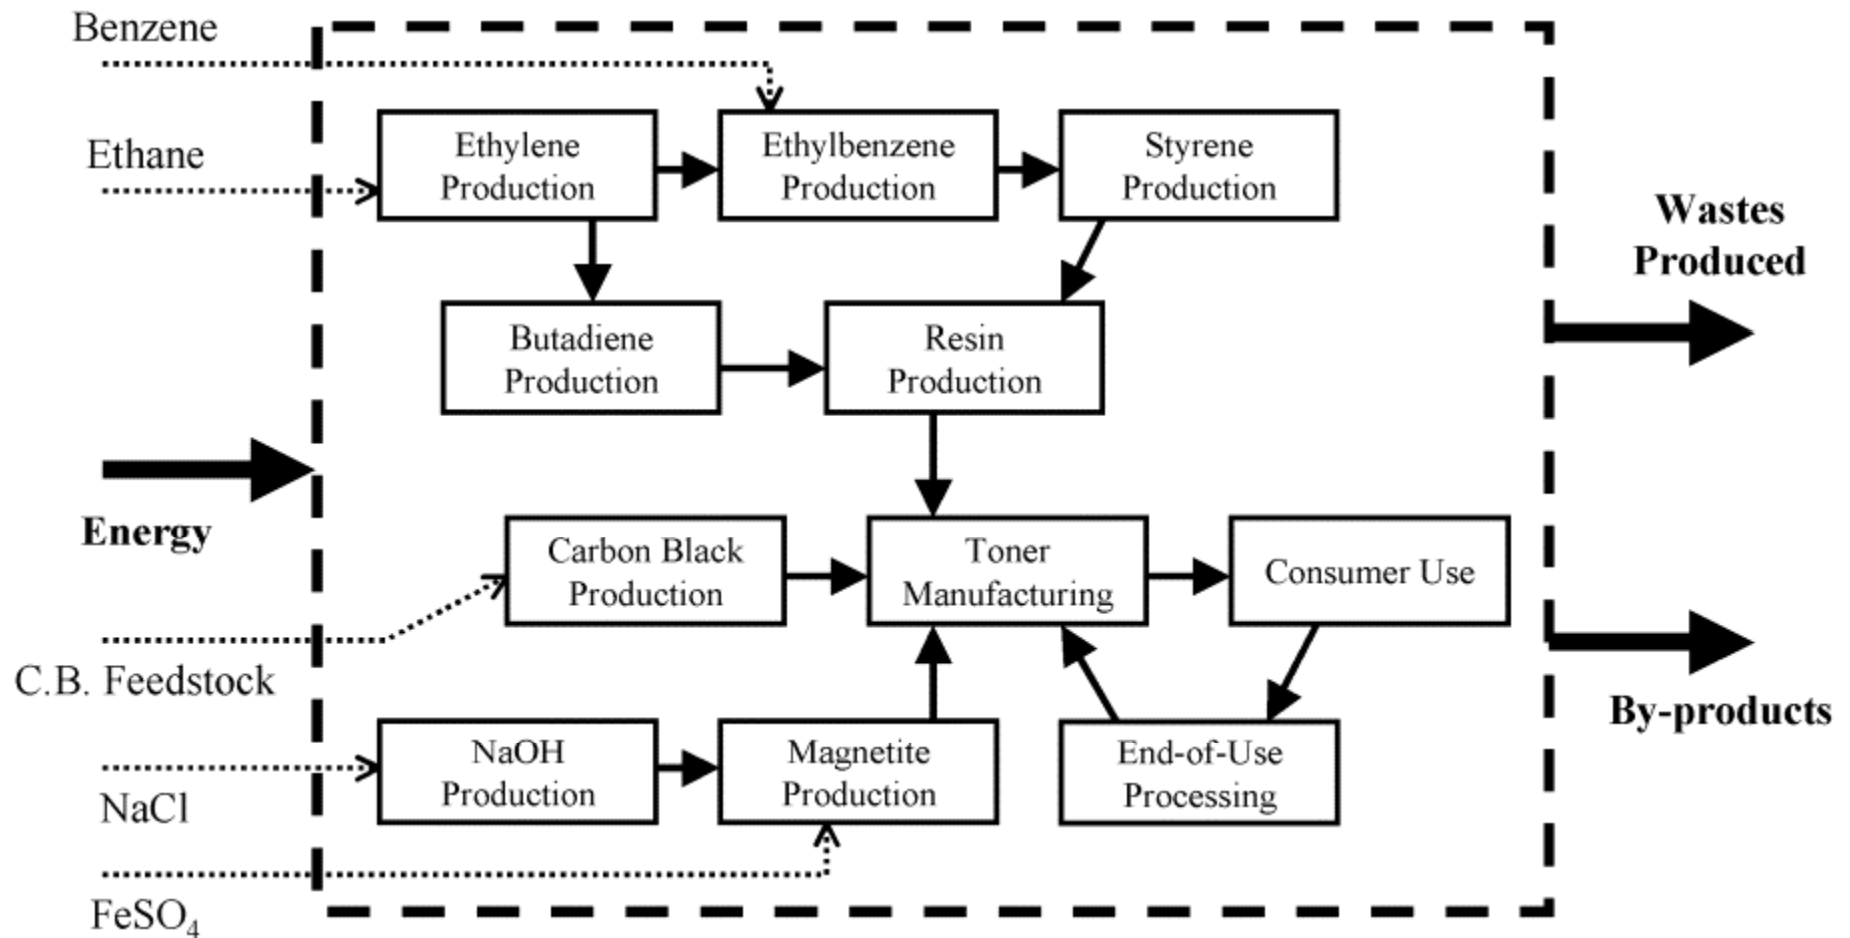 Benzene
Ethane
Ethylene
Production
Ethylbenzene
Production
Styrene
Production
Wastes
Produced
Butadiene
Production
Resin
Production
Energy
Carbon Black
Production
Toner
Manufacturing
Consumer Use
C.B. Feedstock
By-products
NaOH
Production
Magnetite
Production
End-of-Use
Processing
NaCl
FeSO₄